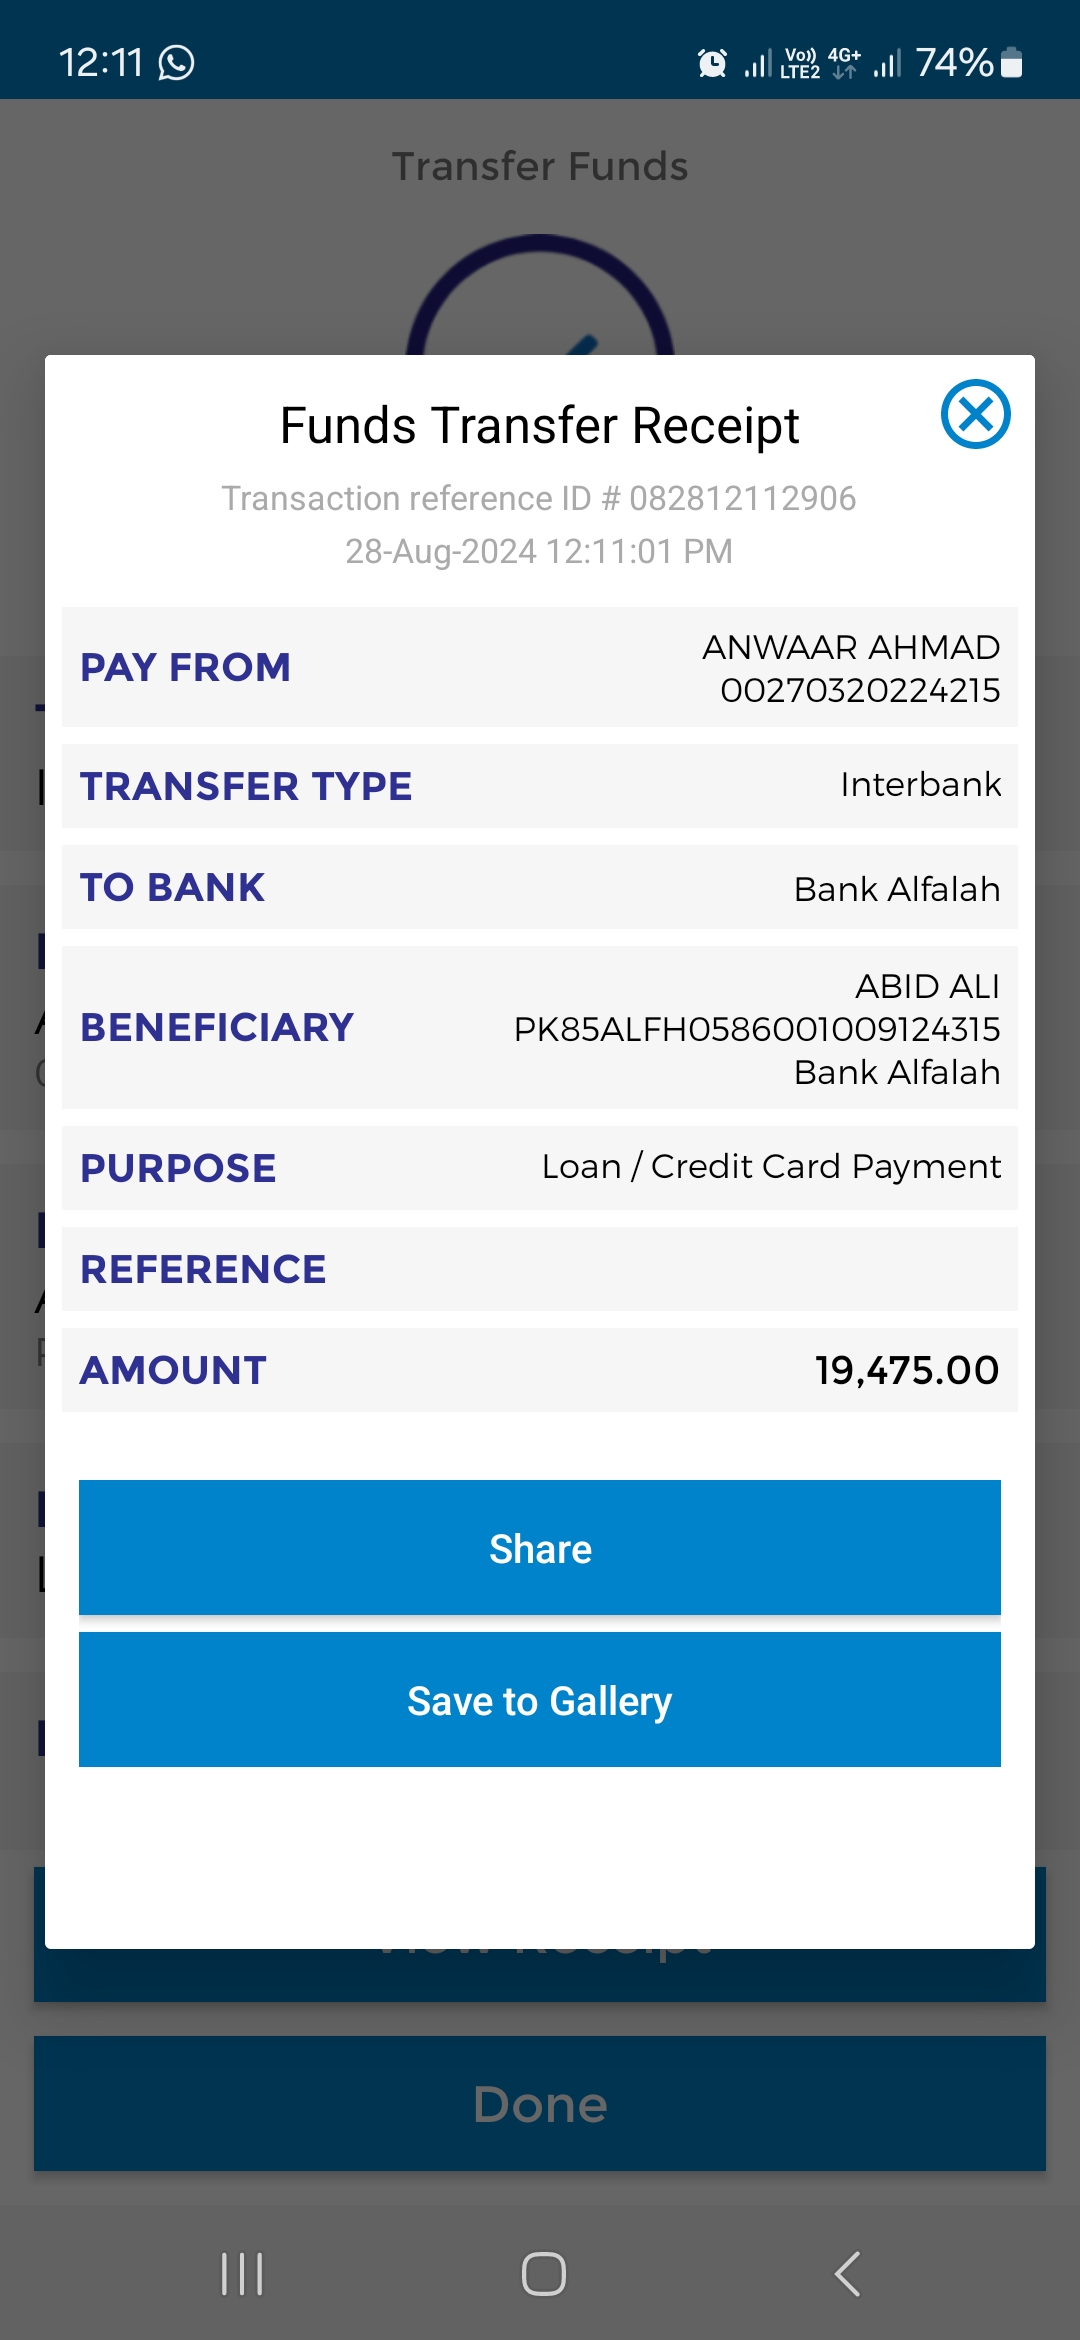 12:11
Vo)) 4G+ 74%
LTE2
Transfer Funds
Funds Transfer Receipt
Transaction reference ID # 082812112906
28-Aug-2024 12:11:01 PM
PAY FROM
ANWAAR AHMAD
00270320224215
TRANSFER TYPE
Interbank
TO BANK
Bank Alfalah
BENEFICIARY
ABID ALI
PK85ALFH0586001009124315
Bank Alfalah
PURPOSE
Loan / Credit Card Payment
REFERENCE
AMOUNT
19,475.00
Share
Save to Gallery
View Receipt
Done